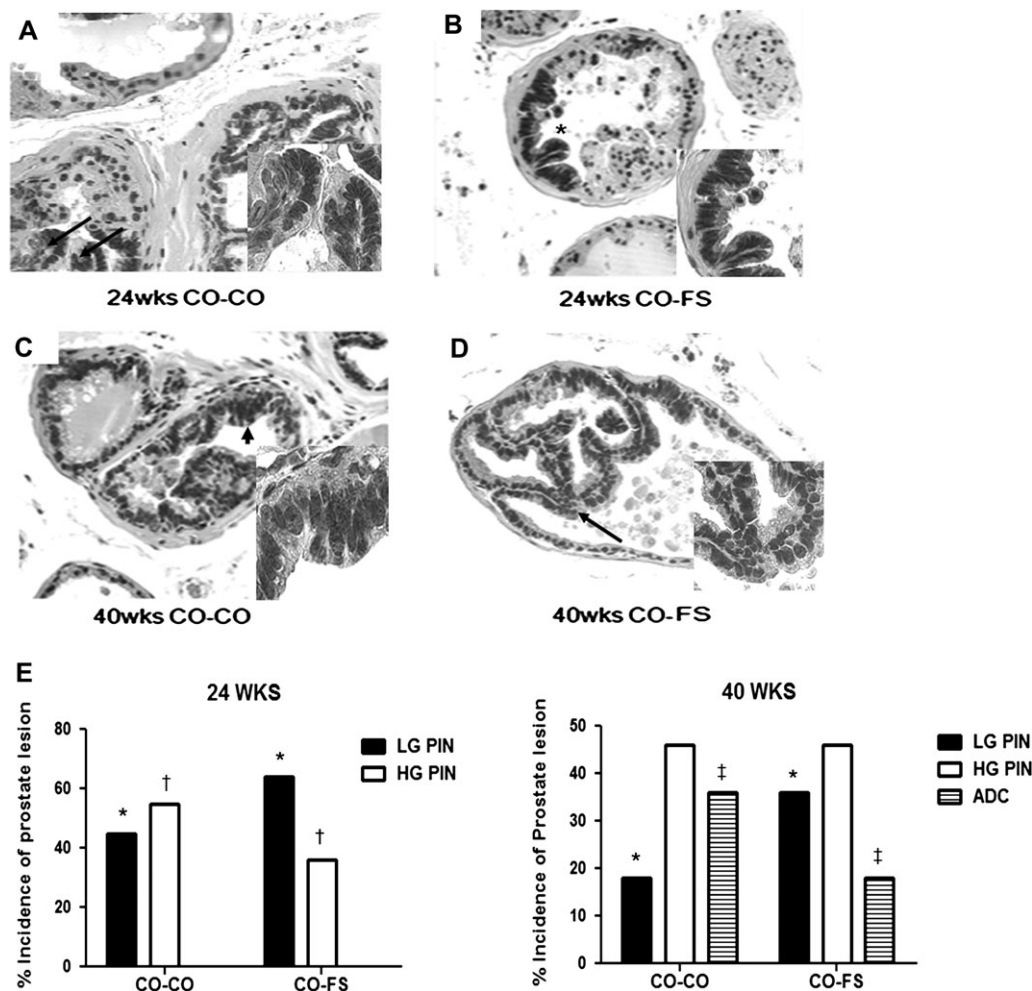 A
B
*
24wks CO-CO
24wks CO-FS
C
D
40wks CO-CO
40wks CO-FS
E
24 WKS
% Incidence of prostate lesion
80
60
40
20
0
*
†
*
†
LG PIN
HG PIN
CO-CO
CO-FS
40 WKS
% Incidence of Prostate lesion
50
40
30
20
10
0
*
‡
*
‡
LG PIN
HG PIN
ADC
CO-CO
CO-FS